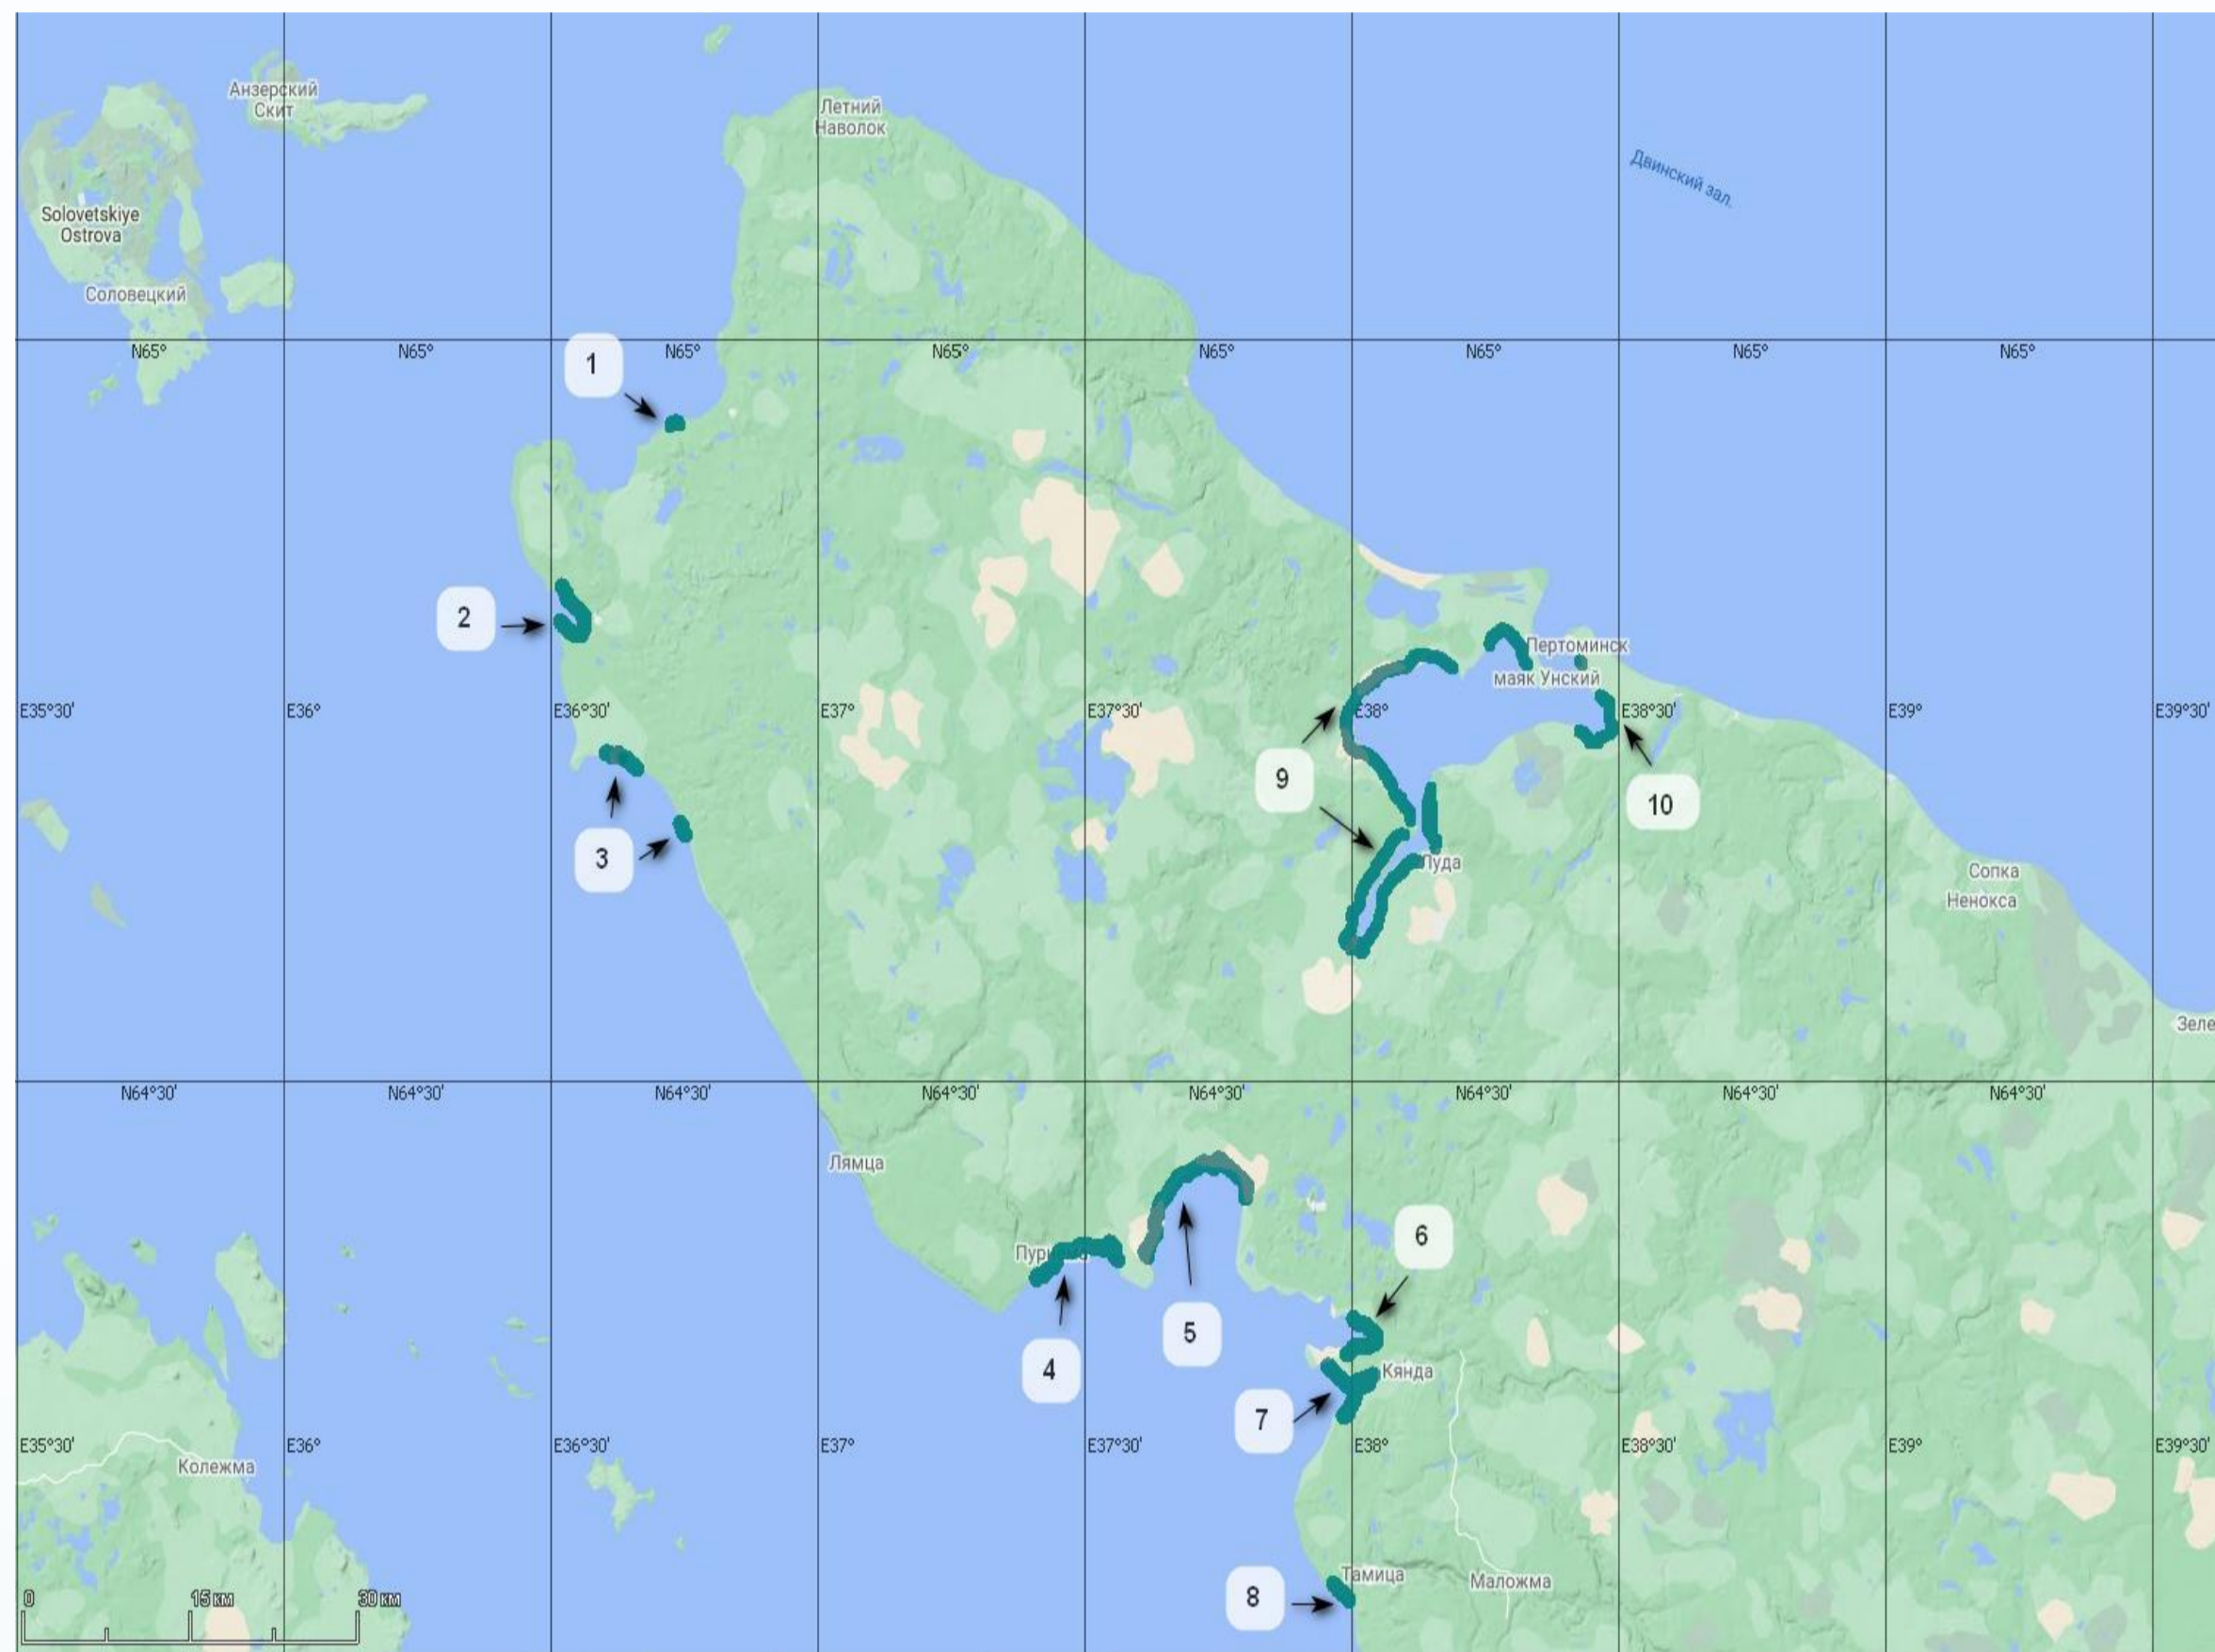 Анзерский
Скит
Летний
Наволок
Двинский зал.
Solovetskiye
Ostrova
Соловецкий
N65° N65° N65° N65° N65° N65° N65° N65°
1
2
Пертоминск
маяк Унский
E35°30' E36° E36°30' E37° E37°30' E38° E38°30' E39° E39°30'
9
10
3
Луда
Сопка
Ненокса
Зеле
N64°30' N64°30' N64°30' N64°30' N64°30' N64°30' N64°30' N64°30'
Лямца
6
5
4
Кянда
7
E35°30' E36° E36°30' E37° E37°30' E38° E38°30' E39° E39°30'
Колежма
Тамица
Маложма
8
0 15 км 30 км